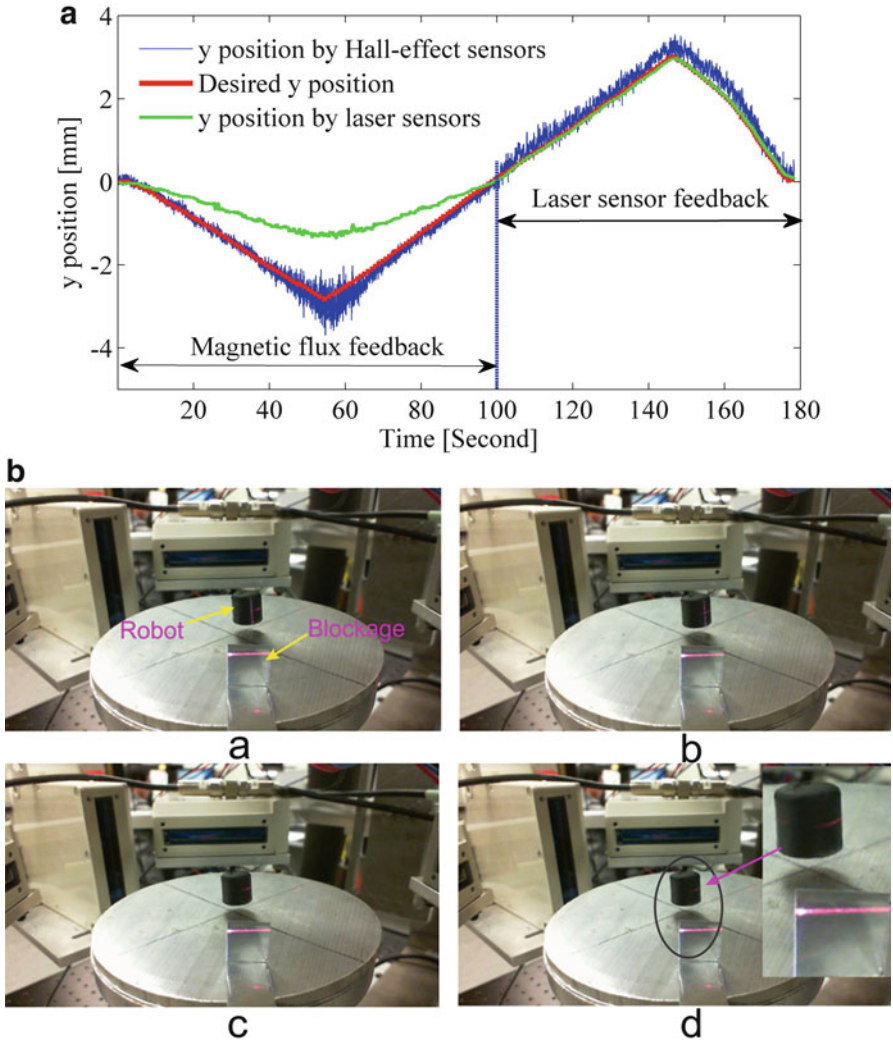 a
4
2
0
-2
-4
y position [mm]
y position by Hall-effect sensors
Desired y position
y position by laser sensors
Laser sensor feedback
Magnetic flux feedback
20 40 60 80 100 120 140 160 180
Time [Second]
b
Robot
Blockage
a
b
c
d